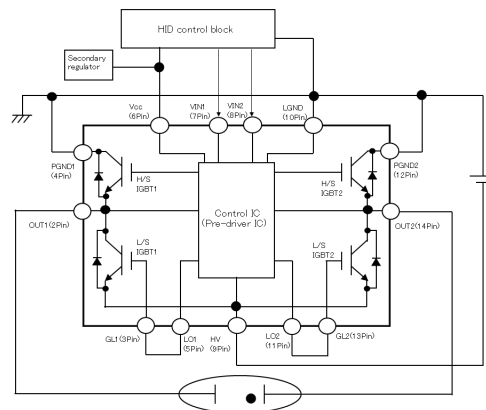 HID control block
Secondary
regulator
Vcc
(6Pin)
VIN1
(7Pin)
VIN2
(8Pin)
LGND
(10Pin)
PGND1
(4Pin)
PGND2
(12Pin)
H/S
IGBT1
H/S
IGBT2
Control IC
(Pre-driver IC)
OUT1(2Pin)
OUT2(14Pin)
L/S
IGBT1
L/S
IGBT2
GL1(3Pin)
LO1
(5Pin)
HV
(9Pin)
LO2
(11Pin)
GL2(13Pin)